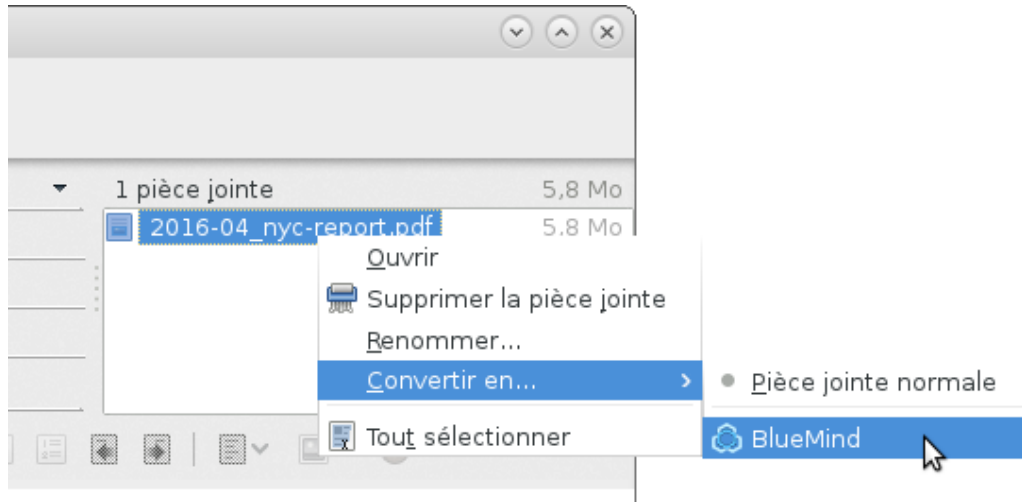 1 pièce jointe 5,8 Mo
2016-04_nyc-report.pdf 5.8 Mo
Ouvrir
Supprimer la pièce jointe
Renommer...
Convertir en...
Pièce jointe normale
Tout sélectionner
BlueMind